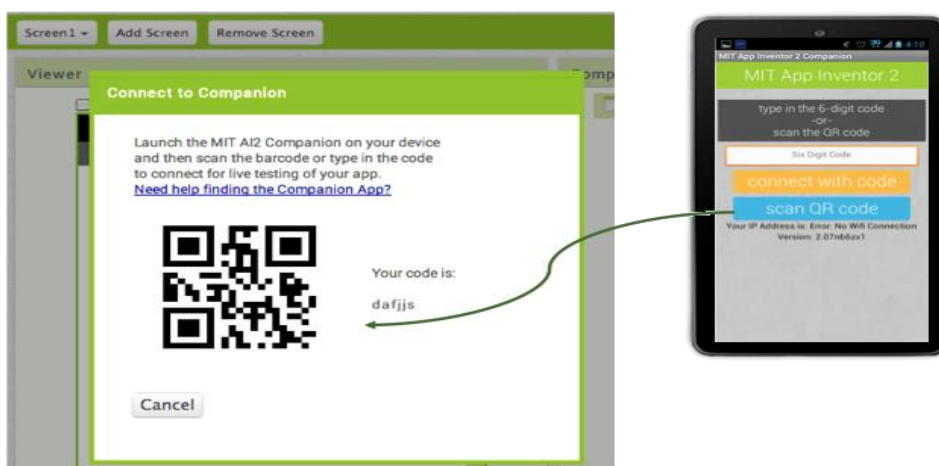 Screen1
Add Screen
Remove Screen
Viewer
Comp
Connect to Companion
Launch the MIT AI2 Companion on your device
and then scan the barcode or type in the code
to connect for live testing of your app.
Need help finding the Companion App?
Your code is:
dafjjs
Cancel
4:10
MIT App Inventor 2 Companion
MIT App Inventor 2
type in the 6-digit code
-or-
scan the QR code
Six Digit Code
connect with code
scan QR code
Your IP Address is: Error: No Wifi Connection
Version: 2.07nb6zx1